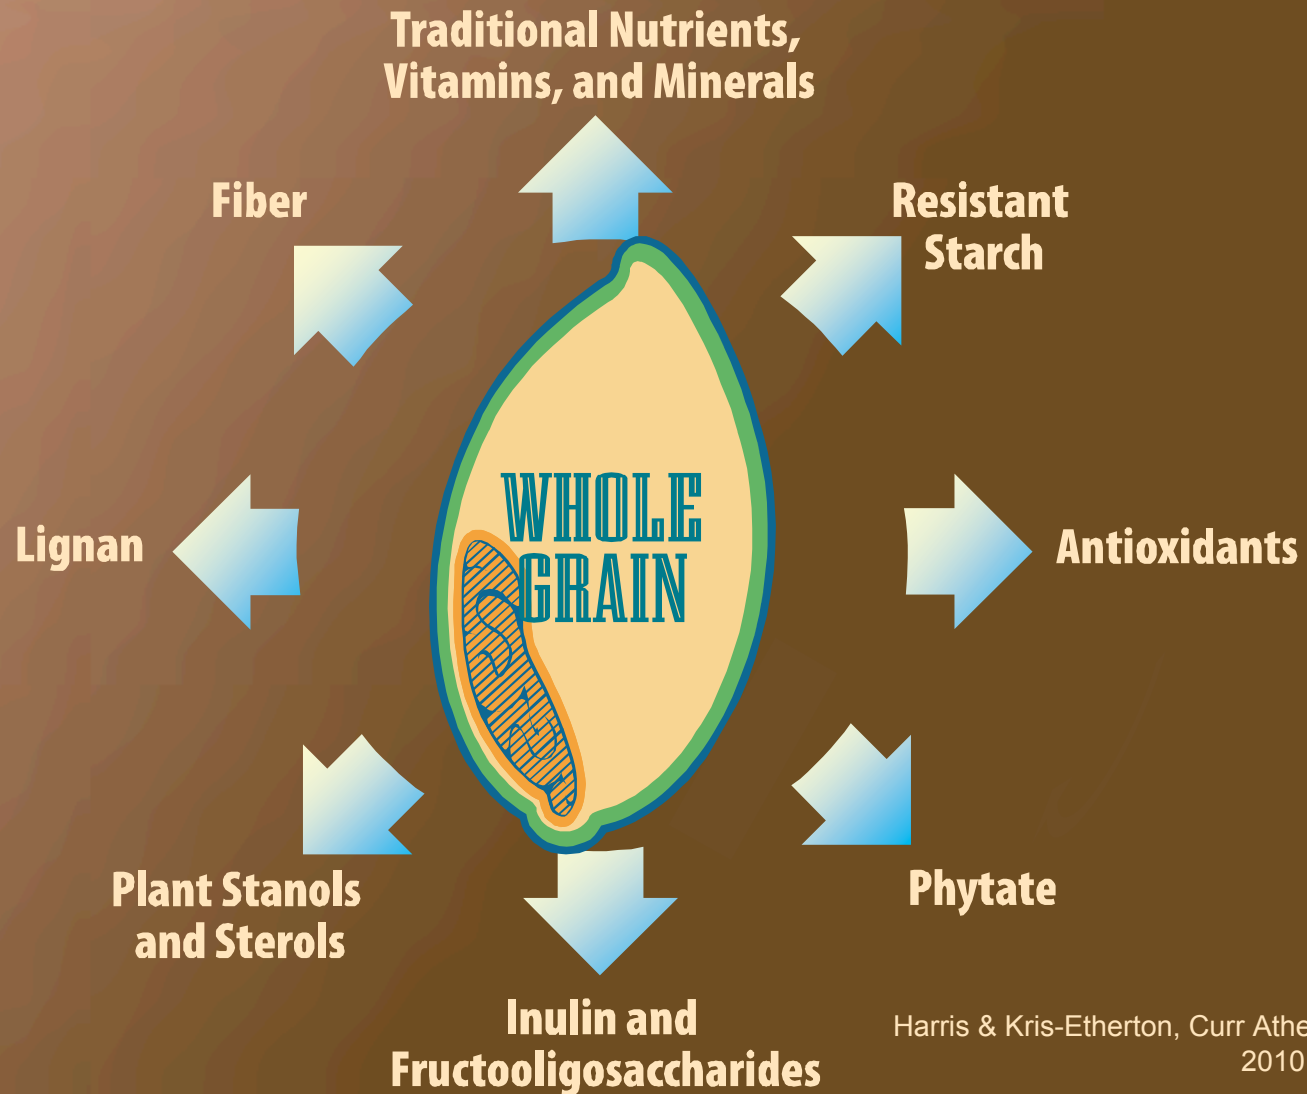 Traditional Nutrients,
Vitamins, and Minerals
Fiber
Resistant
Starch
WHOLE
GRAIN
Lignan
Antioxidants
Plant Stanols
and Sterols
Phytate
Inulin and
Fructooligosaccharides
Harris & Kris-Etherton, Curr Athe
2010